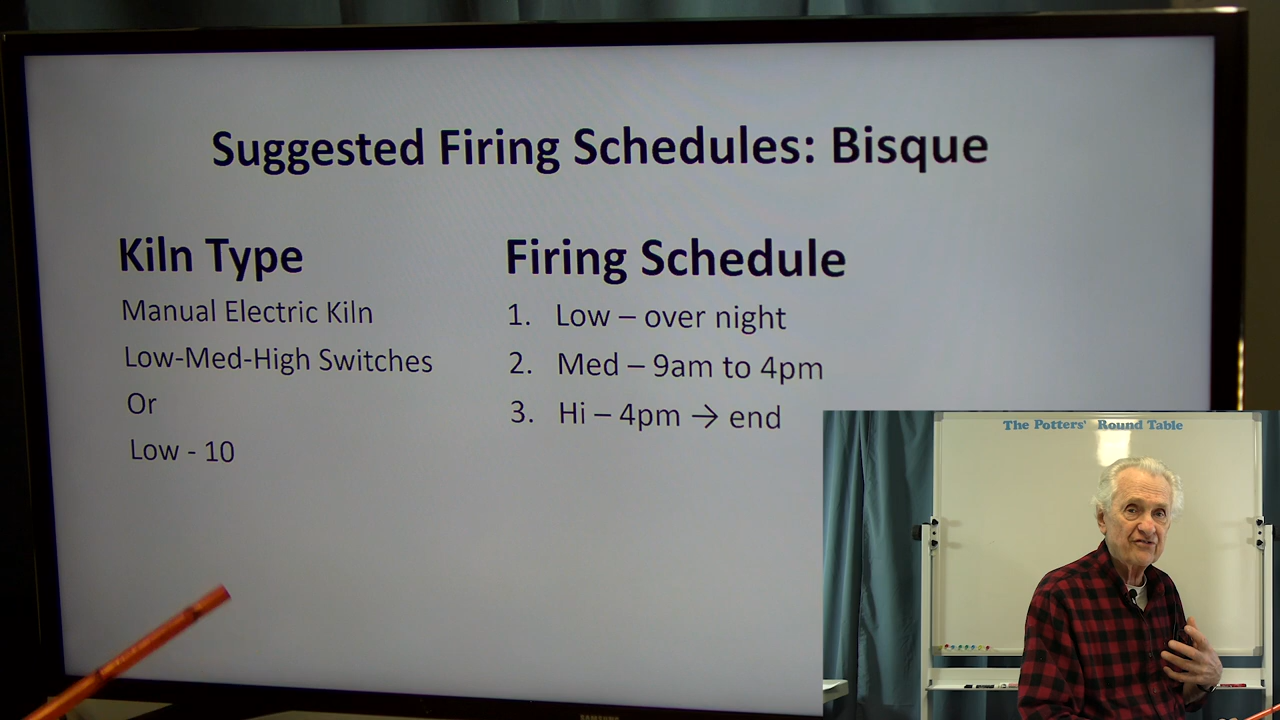 Suggested Firing Schedules: Bisque
Kiln Type
Manual Electric Kiln
Low-Med-High Switches
Or
Low - 10
Firing Schedule
1. Low – over night
2. Med – 9am to 4pm
3. Hi – 4pm → end
The Potters' Round Table
SAMSUNG